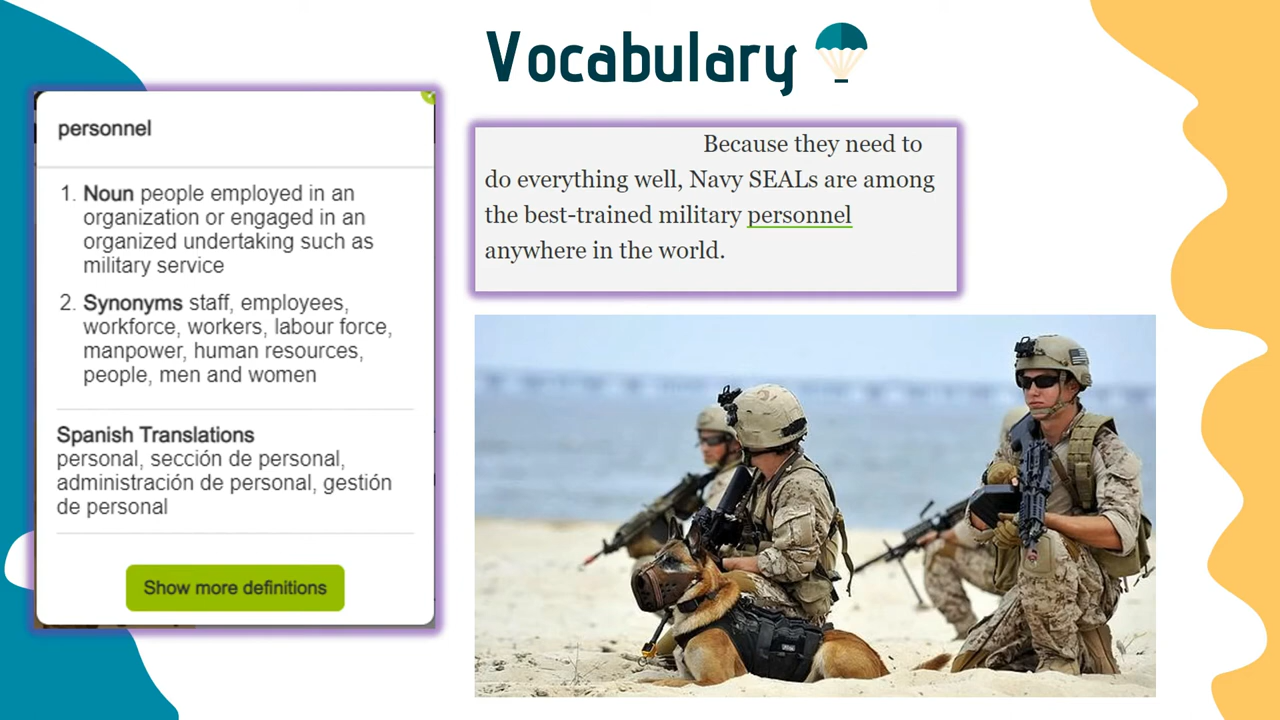 Vocabulary
personnel
1. Noun people employed in an
organization or engaged in an
organized undertaking such as
military service
2. Synonyms staff, employees,
workforce, workers, labour force,
manpower, human resources,
people, men and women
Spanish Translations
personal, sección de personal,
administración de personal, gestión
de personal
Show more definitions
Because they need to
do everything well, Navy SEALs are among
the best-trained military personnel
anywhere in the world.